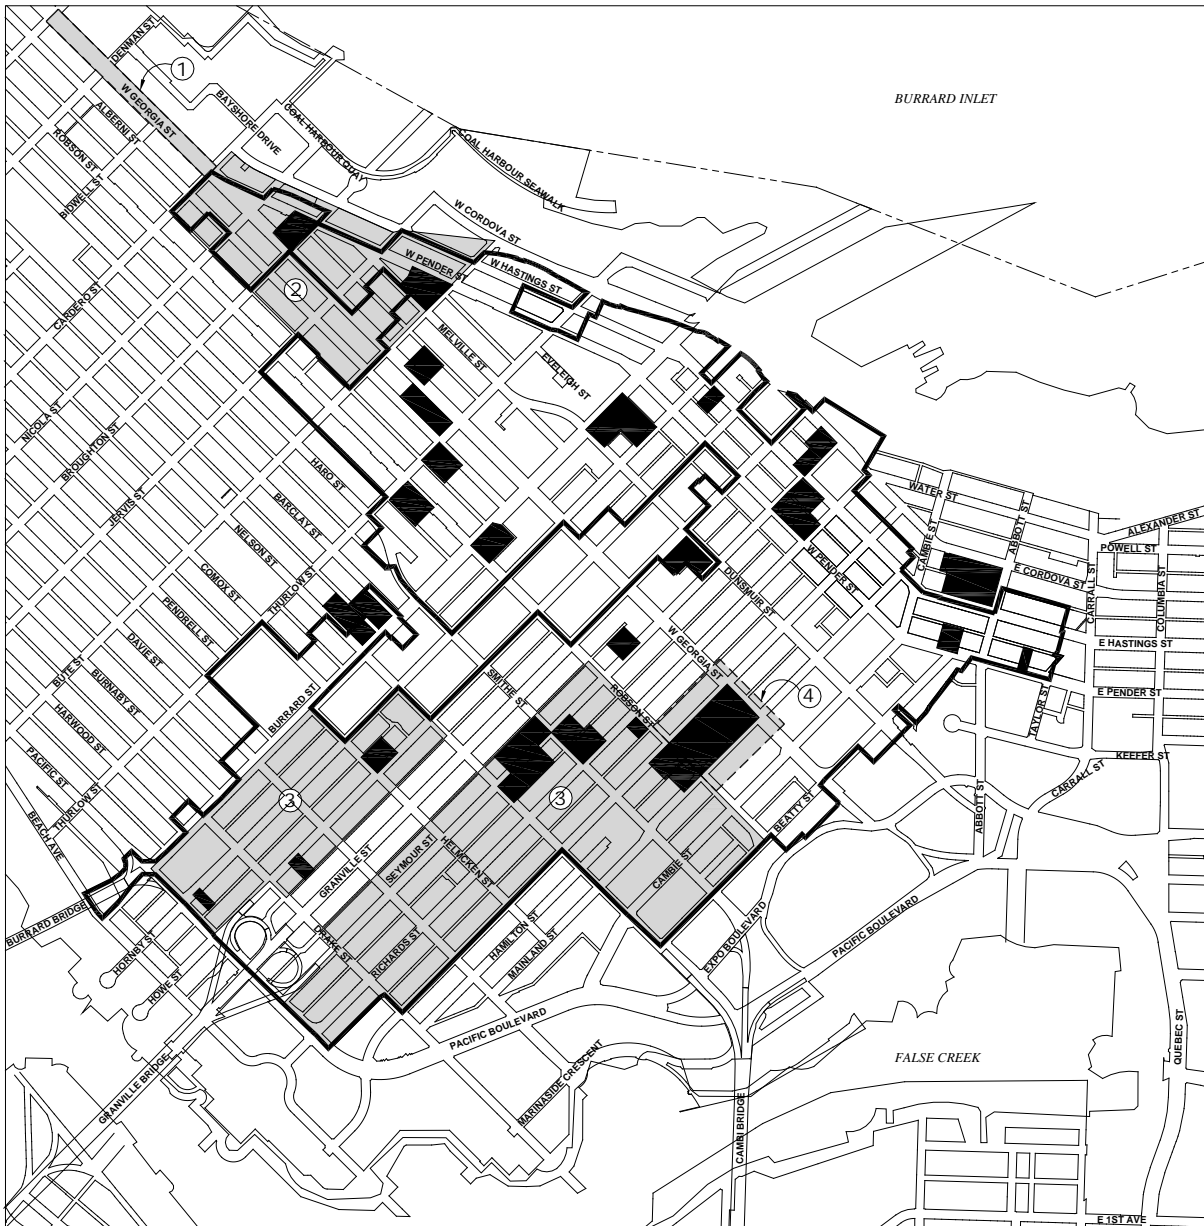 DENMAN ST
1
W GEORGIA ST
BURRARD INLET
BAYSHORE DRIVE
COAL HARBOUR QUAY
ALBERNI ST
ROBSON ST
COAL HARBOUR SEAWALK
BIDWELL ST
W CORDOVA ST
W PENDER ST
W HASTINGS ST
2
CARDERO ST
MELVILLE ST
EVELEIGH ST
NICOLA ST
BROUGHTON ST
HARO ST
JERVIS ST
BARCLAY ST
WATER ST
NELSON ST
CAMBIE ST
ABBOTT ST
ALEXANDER ST
POWELL ST
W PENDER ST
COMOX ST
THURLOW ST
DUNSMUIR ST
E CORDOVA ST
CARRALL ST
COLUMBIA ST
PENDRELL ST
DAVIE ST
E HASTINGS ST
BUTE ST
BURNABY ST
W GEORGIA ST
SMITHE ST
ROBSON ST
4
E PENDER ST
TAYLOR ST
HARWOOD ST
BURRARD ST
PACIFIC ST
KEEFER ST
THURLOW ST
CARRALL ST
3
3
BEATTY ST
ABBOTT ST
BEACH AVE
SEYMOUR ST
HELMCKEN ST
GRANVILLE ST
CAMBIE ST
BURRARD BRIDGE
HORNBY ST
HOWE ST
DRAKE ST
RICHARDS ST
HAMILTON ST
MAINLAND ST
EXPO BOULEVARD
PACIFIC BOULEVARD
PACIFIC BOULEVARD
QUEBEC ST
FALSE CREEK
GRANVILLE BRIDGE
MARINASIDE CRESCENT
CAMBI BRIDGE
E 1ST AVE